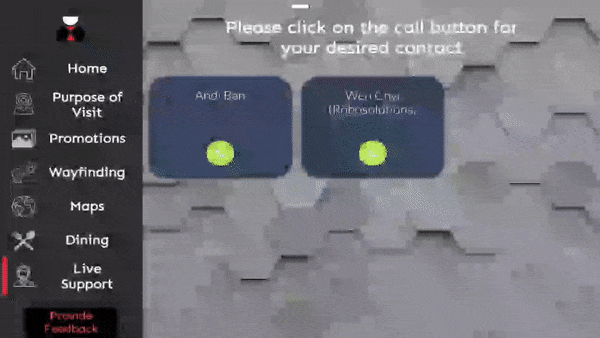 Please click on the call button for
your desired contact
Home
Purpose of
Visit
Promotions
Wayfinding
Maps
Dining
Live
Support
Provide
Feedback
Andi Ban
(Robosolutions)